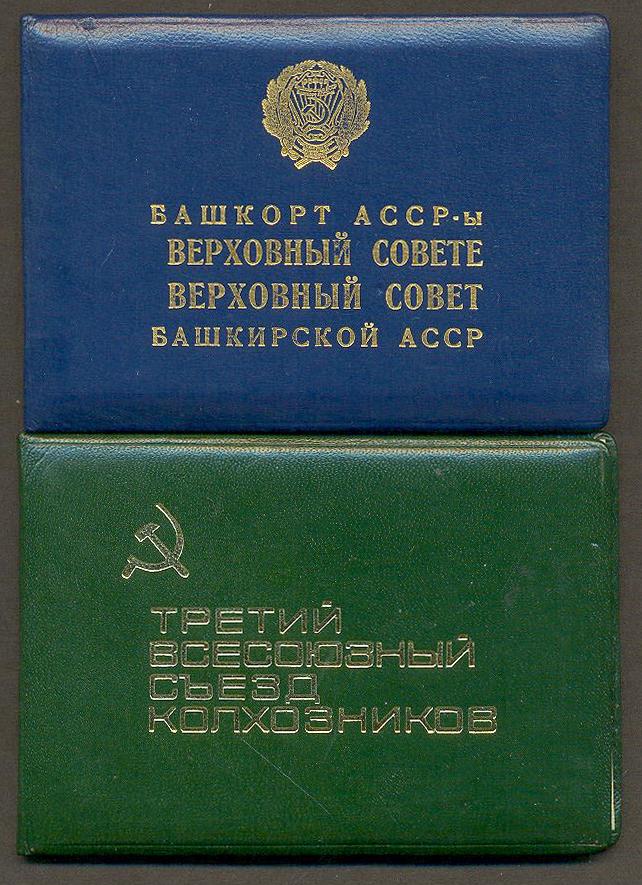 БАШКОРТ АССР-ы
ВЕРХОВНЫЙ СОВЕТЕ
ВЕРХОВНЫЙ СОВЕТ
БАШКИРСКОЙ АССР
ТРЕТИЙ
ВСЕСОЮЗНЫЙ
СЪЕЗД
КОЛХОЗНИКОВ